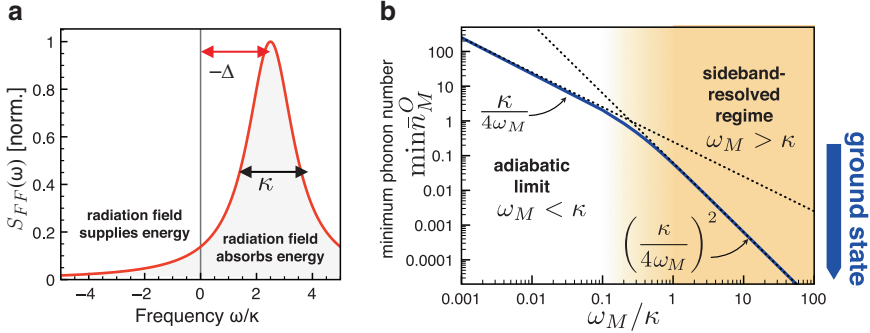 a
S_FF(ω) [norm.]
1
0.8
0.6
0.4
0.2
0
−Δ
κ
radiation field
supplies energy
radiation field
absorbs energy
−4
−2
0
2
4
Frequency ω/κ
b
minimum phonon number
min n̄_M^O
100
10
1
0.1
0.01
0.001
0.0001
κ/4ω_M
adiabatic
limit
ω_M < κ
sideband-
resolved
regime
ω_M > κ
(κ/4ω_M)²
0.001
0.01
0.1
1
10
100
ω_M/κ
ground state